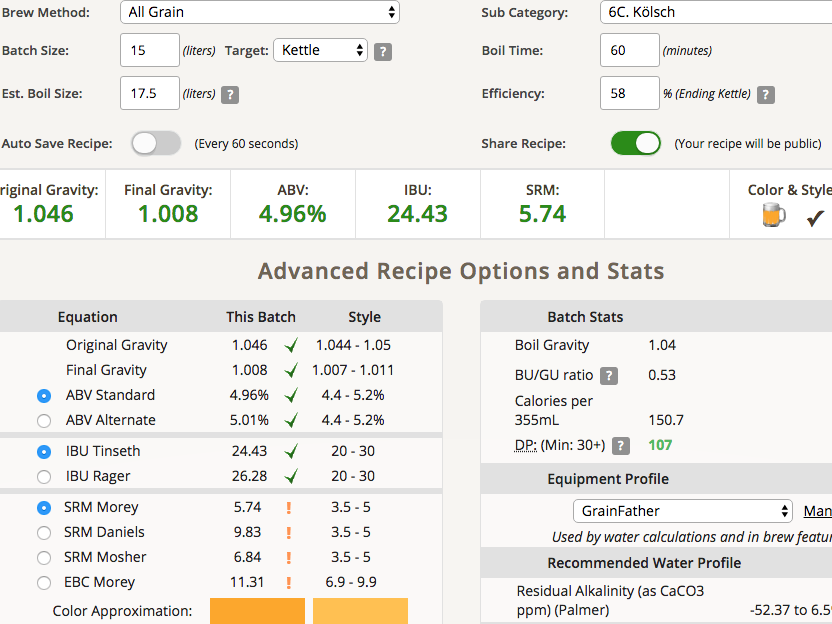 Brew Method: All Grain Sub Category: 6C. Kölsch
Batch Size: 15 (liters) Target: Kettle ? Boil Time: 60 (minutes)
Est. Boil Size: 17.5 (liters) ? Efficiency: 58 % (Ending Kettle) ?
Auto Save Recipe: (Every 60 seconds) Share Recipe: (Your recipe will be public)
riginal Gravity: Final Gravity: ABV: IBU: SRM: Color & Style
1.046 1.008 4.96% 24.43 5.74
Advanced Recipe Options and Stats
Equation This Batch Style
Original Gravity 1.046 1.044 - 1.05
Final Gravity 1.008 1.007 - 1.011
ABV Standard 4.96% 4.4 - 5.2%
ABV Alternate 5.01% 4.4 - 5.2%
IBU Tinseth 24.43 20 - 30
IBU Rager 26.28 20 - 30
SRM Morey 5.74 ! 3.5 - 5
SRM Daniels 9.83 ! 3.5 - 5
SRM Mosher 6.84 ! 3.5 - 5
EBC Morey 11.31 ! 6.9 - 9.9
Color Approximation:
Batch Stats
Boil Gravity 1.04
BU/GU ratio ? 0.53
Calories per
355mL 150.7
DP: (Min: 30+) ? 107
Equipment Profile
GrainFather Man
Used by water calculations and in brew featur
Recommended Water Profile
Residual Alkalinity (as CaCO3
ppm) (Palmer) -52.37 to 6.59